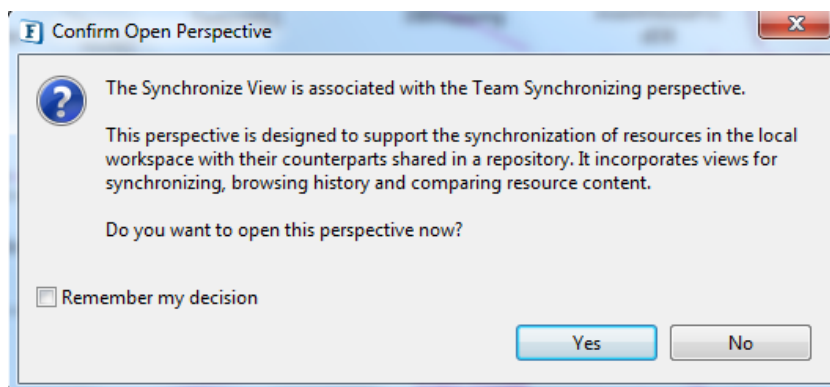 Confirm Open Perspective
The Synchronize View is associated with the Team Synchronizing perspective.
This perspective is designed to support the synchronization of resources in the local
workspace with their counterparts shared in a repository. It incorporates views for
synchronizing, browsing history and comparing resource content.
Do you want to open this perspective now?
Remember my decision
Yes
No